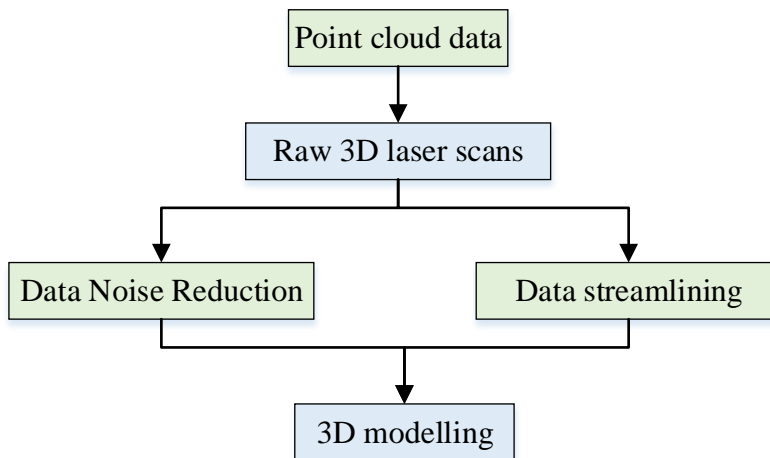 Point cloud data
Raw 3D laser scans
Data Noise Reduction
Data streamlining
3D modelling